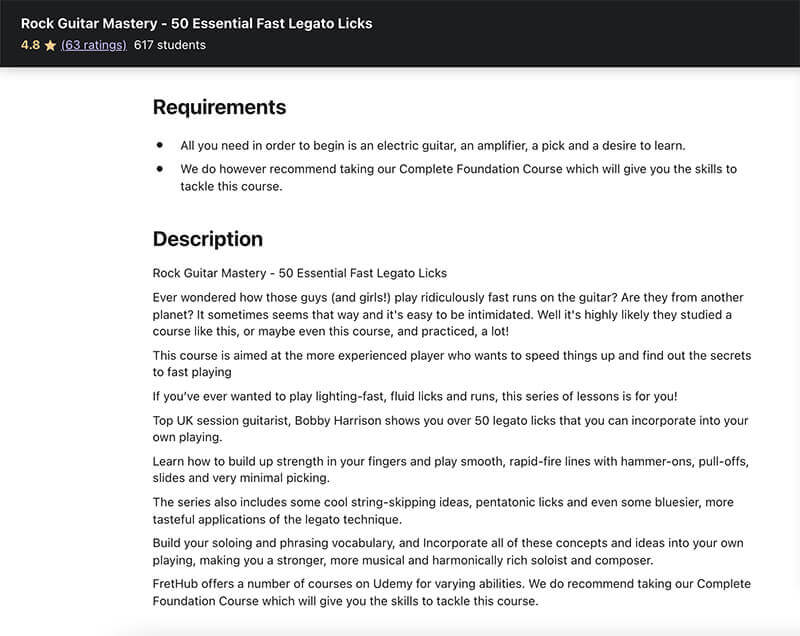 Rock Guitar Mastery - 50 Essential Fast Legato Licks
4.8 ★ (63 ratings) 617 students
Requirements
• All you need in order to begin is an electric guitar, an amplifier, a pick and a desire to learn.
• We do however recommend taking our Complete Foundation Course which will give you the skills to
tackle this course.
Description
Rock Guitar Mastery - 50 Essential Fast Legato Licks
Ever wondered how those guys (and girls!) play ridiculously fast runs on the guitar? Are they from another
planet? It sometimes seems that way and it's easy to be intimidated. Well it's highly likely they studied a
course like this, or maybe even this course, and practiced, a lot!
This course is aimed at the more experienced player who wants to speed things up and find out the secrets
to fast playing
If you've ever wanted to play lighting-fast, fluid licks and runs, this series of lessons is for you!
Top UK session guitarist, Bobby Harrison shows you over 50 legato licks that you can incorporate into your
own playing.
Learn how to build up strength in your fingers and play smooth, rapid-fire lines with hammer-ons, pull-offs,
slides and very minimal picking.
The series also includes some cool string-skipping ideas, pentatonic licks and even some bluesier, more
tasteful applications of the legato technique.
Build your soloing and phrasing vocabulary, and Incorporate all of these concepts and ideas into your own
playing, making you a stronger, more musical and harmonically rich soloist and composer.
FretHub offers a number of courses on Udemy for varying abilities. We do recommend taking our Complete
Foundation Course which will give you the skills to tackle this course.